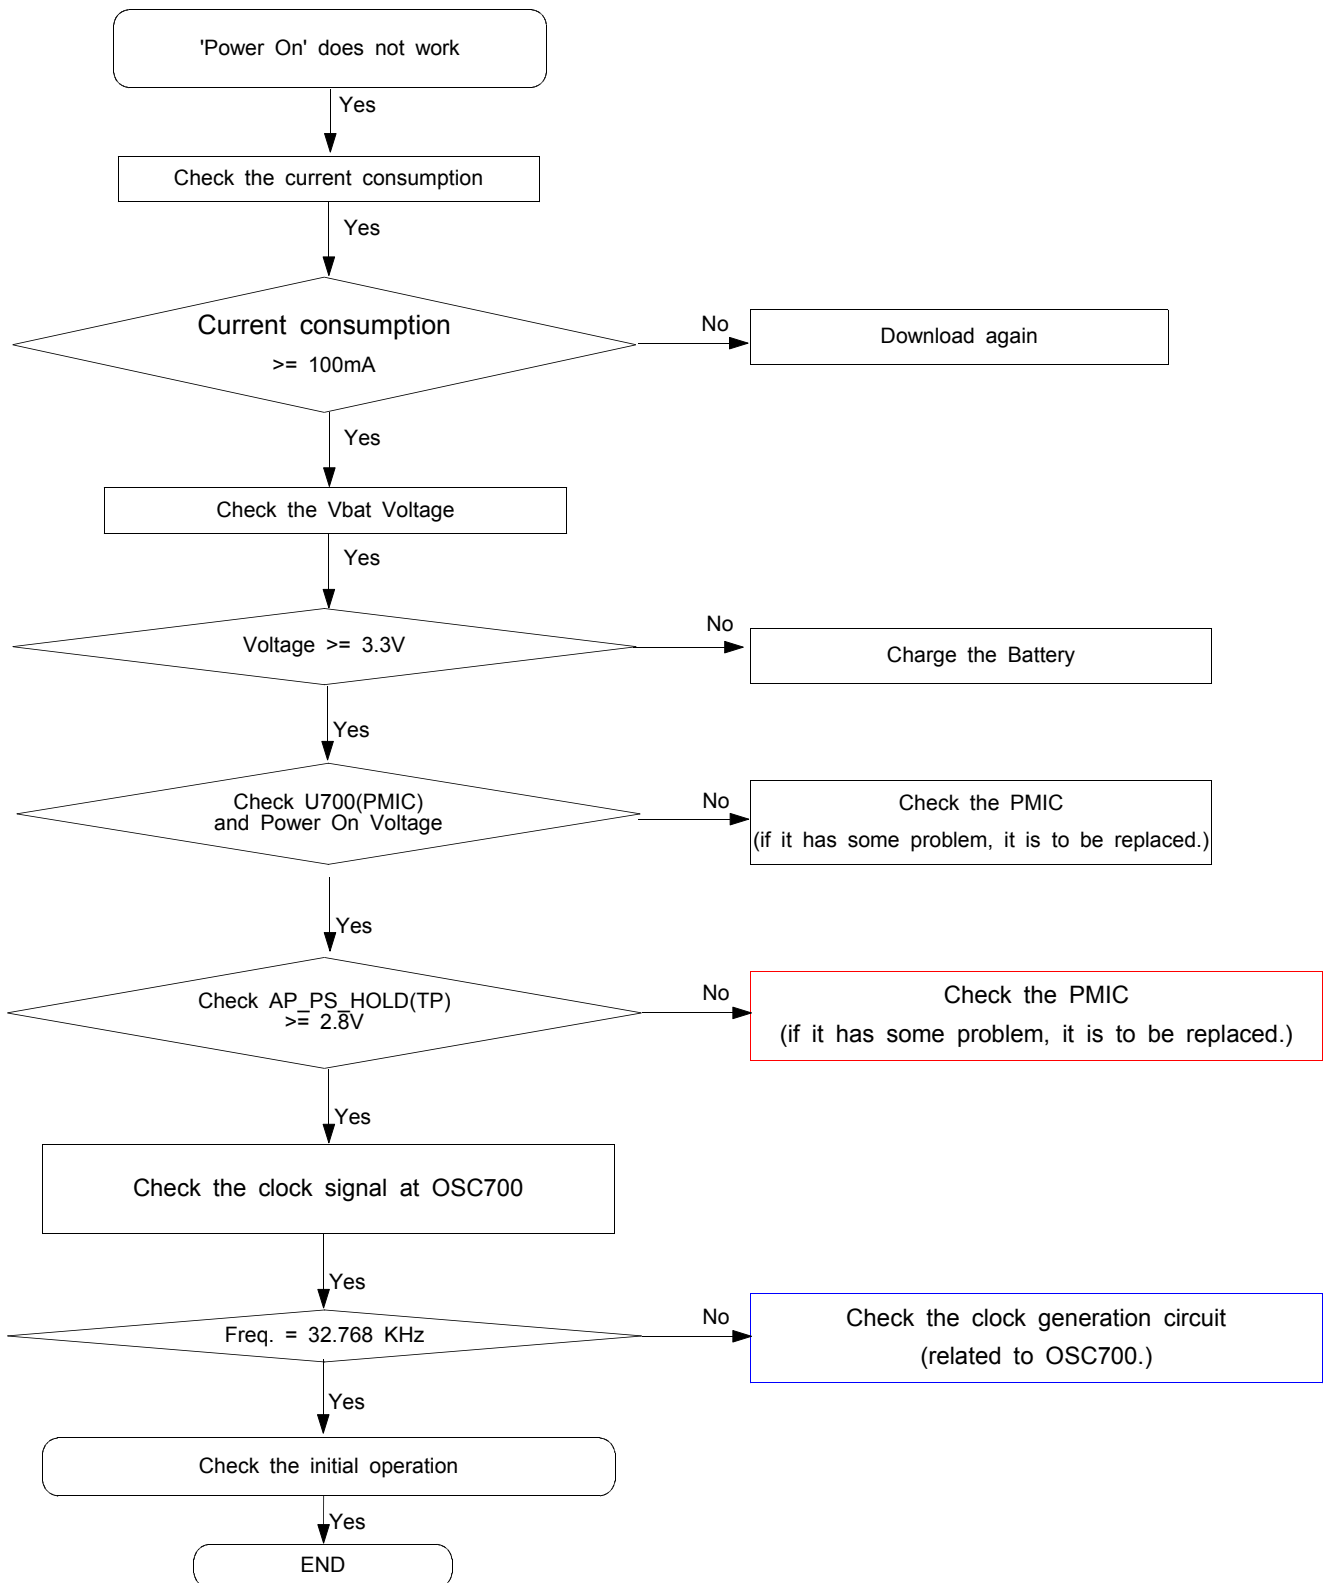 'Power On' does not work
Yes
Check the current consumption
Yes
Current consumption
>= 100mA
No
Download again
Yes
Check the Vbat Voltage
Yes
Voltage >= 3.3V
No
Charge the Battery
Yes
Check U700(PMIC)
and Power On Voltage
No
Check the PMIC
(if it has some problem, it is to be replaced.)
Yes
Check AP_PS_HOLD(TP)
>= 2.8V
No
Check the PMIC
(if it has some problem, it is to be replaced.)
Yes
Check the clock signal at OSC700
Yes
Freq. = 32.768 KHz
No
Check the clock generation circuit
(related to OSC700.)
Yes
Check the initial operation
Yes
END